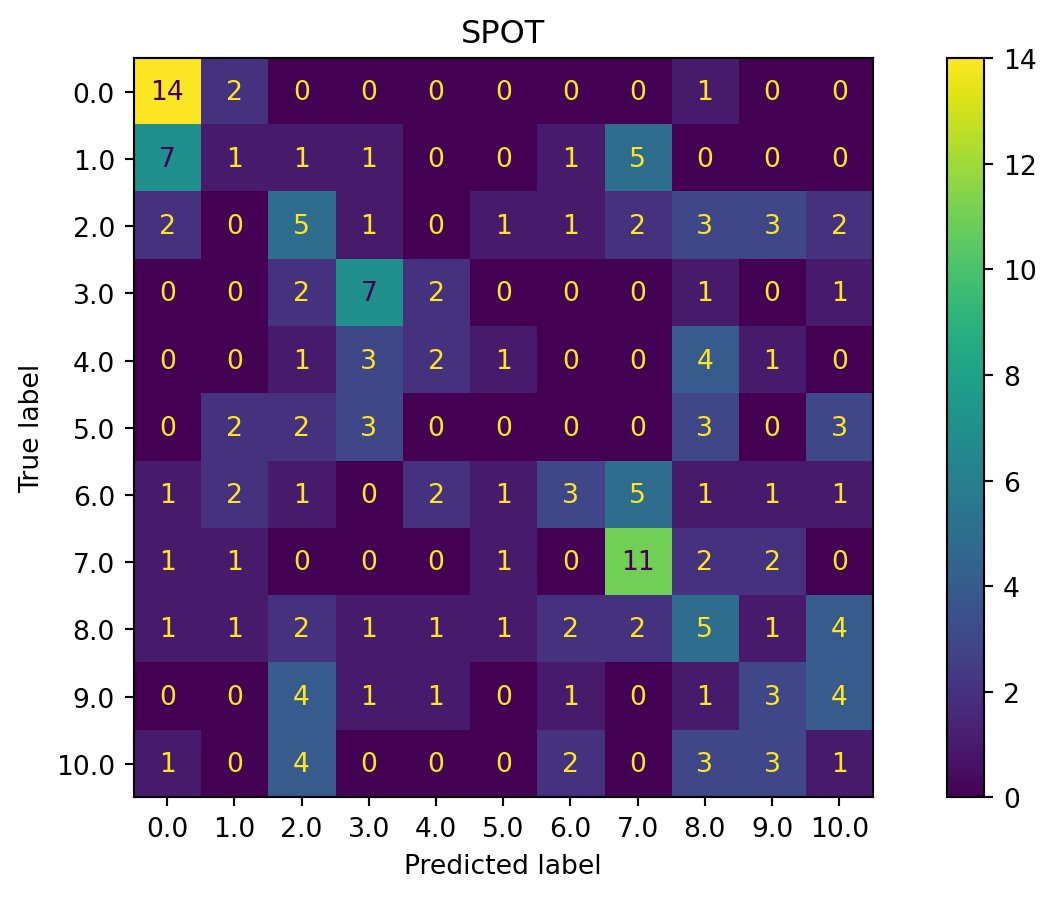 SPOT
True label
0.0 14 2 0 0 0 0 0 0 1 0 0
1.0 7 1 1 1 0 0 1 5 0 0 0
2.0 2 0 5 1 0 1 1 2 3 3 2
3.0 0 0 2 7 2 0 0 0 1 0 1
4.0 0 0 1 3 2 1 0 0 4 1 0
5.0 0 2 2 3 0 0 0 0 3 0 3
6.0 1 2 1 0 2 1 3 5 1 1 1
7.0 1 1 0 0 0 1 0 11 2 2 0
8.0 1 1 2 1 1 1 2 2 5 1 4
9.0 0 0 4 1 1 0 1 0 1 3 4
10.0 1 0 4 0 0 0 2 0 3 3 1
0.0 1.0 2.0 3.0 4.0 5.0 6.0 7.0 8.0 9.0 10.0
Predicted label
14
12
10
8
6
4
2
0